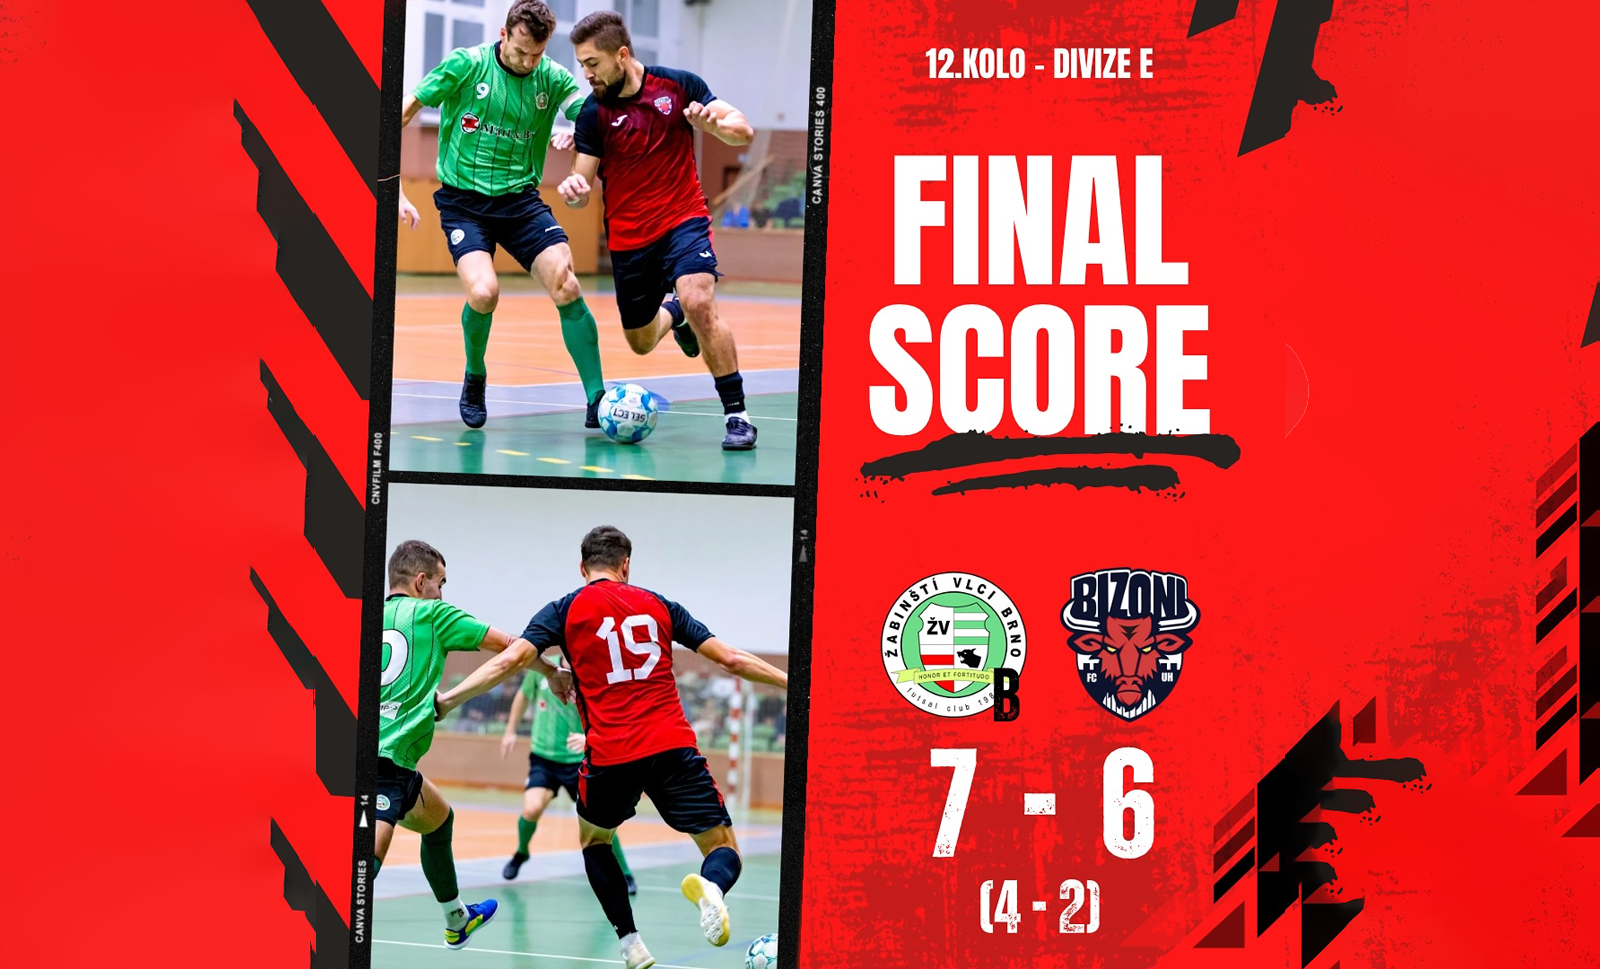 12.KOLO - DIVIZE E
FINAL
SCORE
ŽABINŠTÍ VLCI BRNO
ŽV
HONOR ET FORTITUDO
futsal club
B
BIZONI
FC UH
7 - 6
(4 - 2)
9
SELECT
19
CANVA STORIES 400
CNVFILM F400
14
14
CANVA STORIES